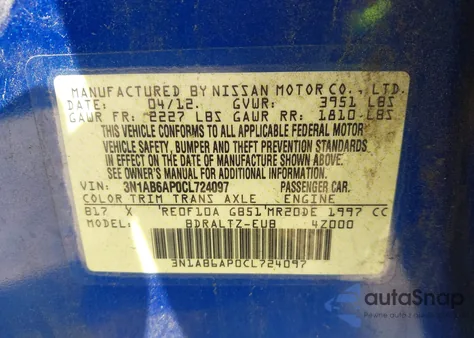 MANUFACTURED BY NISSAN MOTOR CO., LTD.
DATE: 04/12. GVWR: 3951 LBS
GAWR FR: 2227 LBS GAWR RR: 1810 LBS
THIS VEHICLE CONFORMS TO ALL APPLICABLE FEDERAL MOTOR
VEHICLE SAFETY, BUMPER AND THEFT PREVENTION STANDARDS
IN EFFECT ON THE DATE OF MANUFACTURE SHOWN ABOVE.
SEE OWNER'S MANUAL FOR ADDITIONAL INFORMATION.
VIN: 3N1AB6AP0CL724097 PASSENGER CAR.
COLOR TRIM TRANS AXLE ENGINE
B17 X RE0F10A GB51 MR20DE 1997 CC
MODEL: BDRALTZ-EUB 4Z000
3N1AB6AP0CL724097
autoSnap